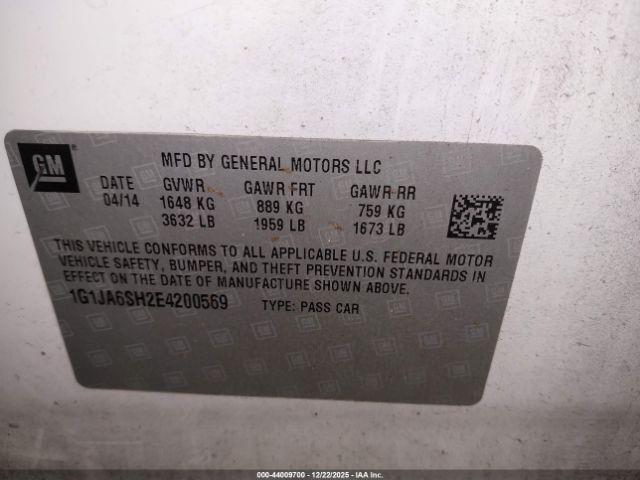 GM
MFD BY GENERAL MOTORS LLC
DATE GVWR GAWR FRT GAWR RR
04/14 1648 KG 889 KG 759 KG
3632 LB 1959 LB 1673 LB
THIS VEHICLE CONFORMS TO ALL APPLICABLE U.S. FEDERAL MOTOR
VEHICLE SAFETY, BUMPER, AND THEFT PREVENTION STANDARDS IN
EFFECT ON THE DATE OF MANUFACTURE SHOWN ABOVE.
1G1JA6SH2E4200569 TYPE: PASS CAR
000-44009700 - 12/22/2025 - IAA Inc.